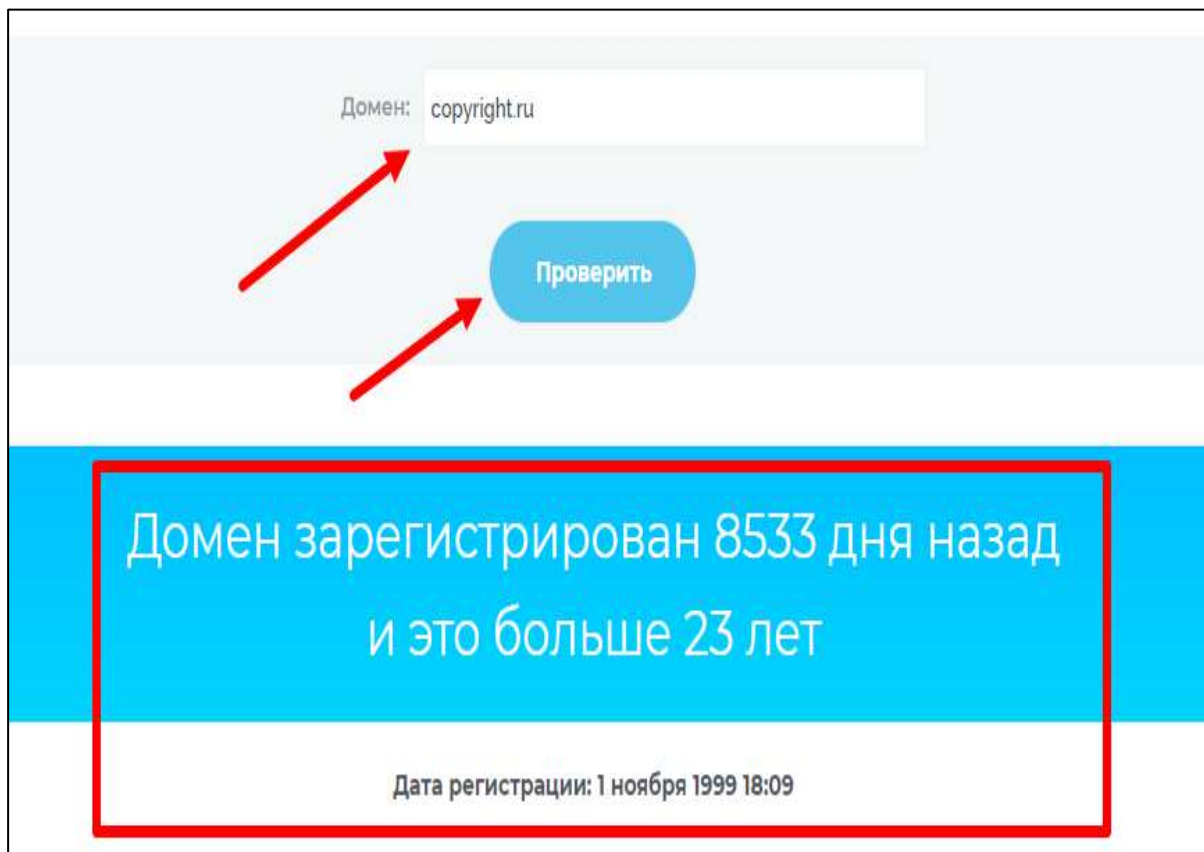 Домен: copyright.ru
Проверить
Домен зарегистрирован 8533 дня назад
и это больше 23 лет
Дата регистрации: 1 ноября 1999 18:09